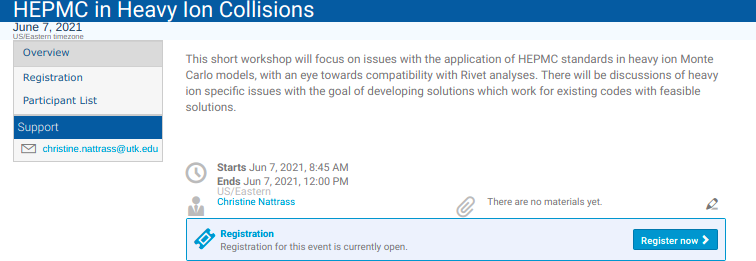 HEPMC in Heavy Ion Collisions
June 7, 2021
US/Eastern timezone
Overview
Registration
Participant List
Support
christine.nattrass@utk.edu
This short workshop will focus on issues with the application of HEPMC standards in heavy ion Monte
Carlo models, with an eye towards compatibility with Rivet analyses. There will be discussions of heavy
ion specific issues with the goal of developing solutions which work for existing codes with feasible
solutions.
Starts Jun 7, 2021, 8:45 AM
Ends Jun 7, 2021, 12:00 PM
US/Eastern
Christine Nattrass
There are no materials yet.
Registration
Registration for this event is currently open.
Register now